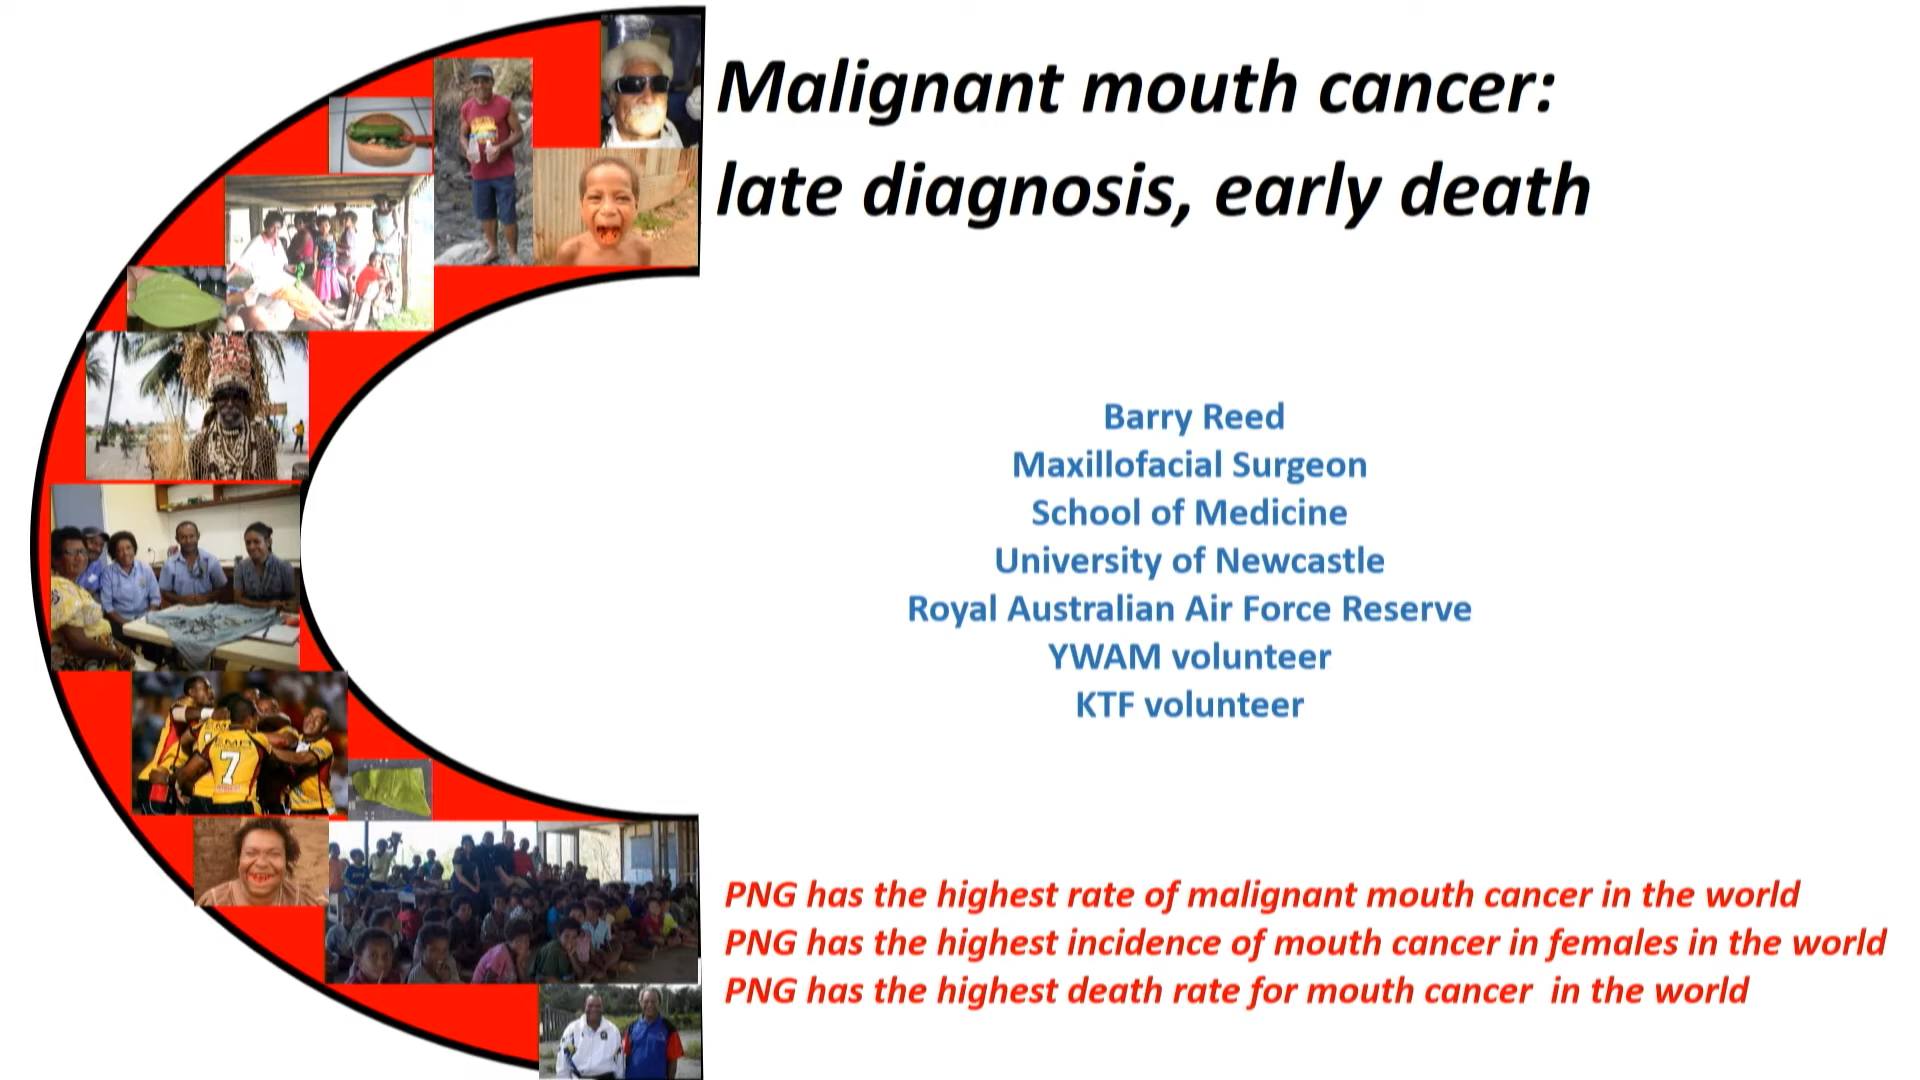 Malignant mouth cancer:
late diagnosis, early death
Barry Reed
Maxillofacial Surgeon
School of Medicine
University of Newcastle
Royal Australian Air Force Reserve
YWAM volunteer
KTF volunteer
7
PNG has the highest rate of malignant mouth cancer in the world
PNG has the highest incidence of mouth cancer in females in the world
PNG has the highest death rate for mouth cancer in the world